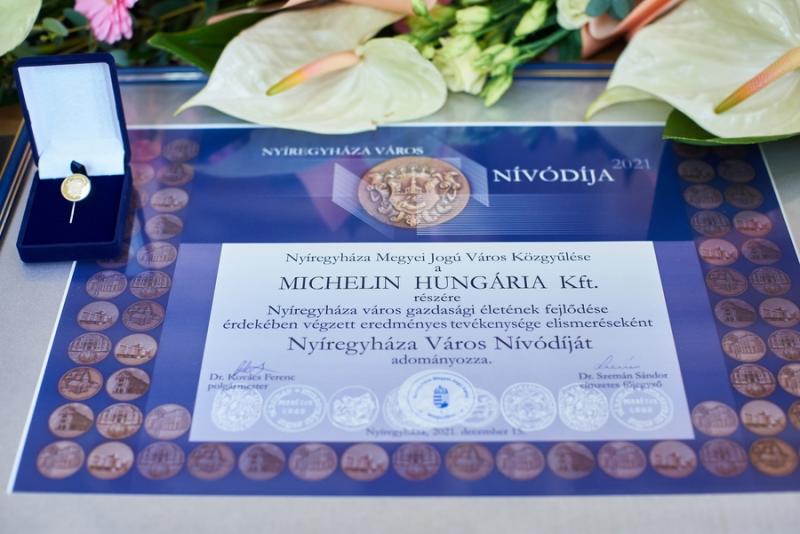 NYÍREGYHÁZA VÁROS
NÍVÓDÍJA 2021
Nyíregyháza Megyei Jogú Város Közgyűlése
a
MICHELIN HUNGÁRIA Kft.
részére
Nyíregyháza város gazdasági életének fejlődése
érdekében végzett eredményes tevékenysége elismeréseként
Nyíregyháza Város Nívódíját
adományozza.
Dr. Kovács Ferenc
polgármester
Dr. Szemán Sándor
címzetes főjegyző
Nyíregyháza, 2021. december 15.